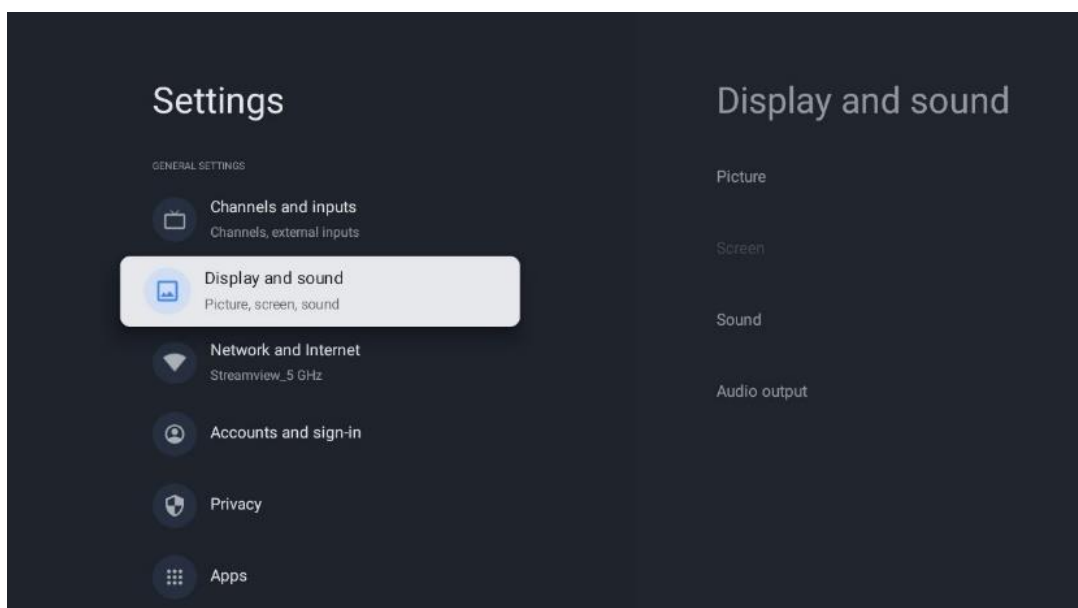 Settings
GENERAL SETTINGS
Channels and inputs
Channels, external inputs
Display and sound
Picture, screen, sound
Network and Internet
Streamview_5 GHz
Accounts and sign-in
Privacy
Apps
Display and sound
Picture
Screen
Sound
Audio output